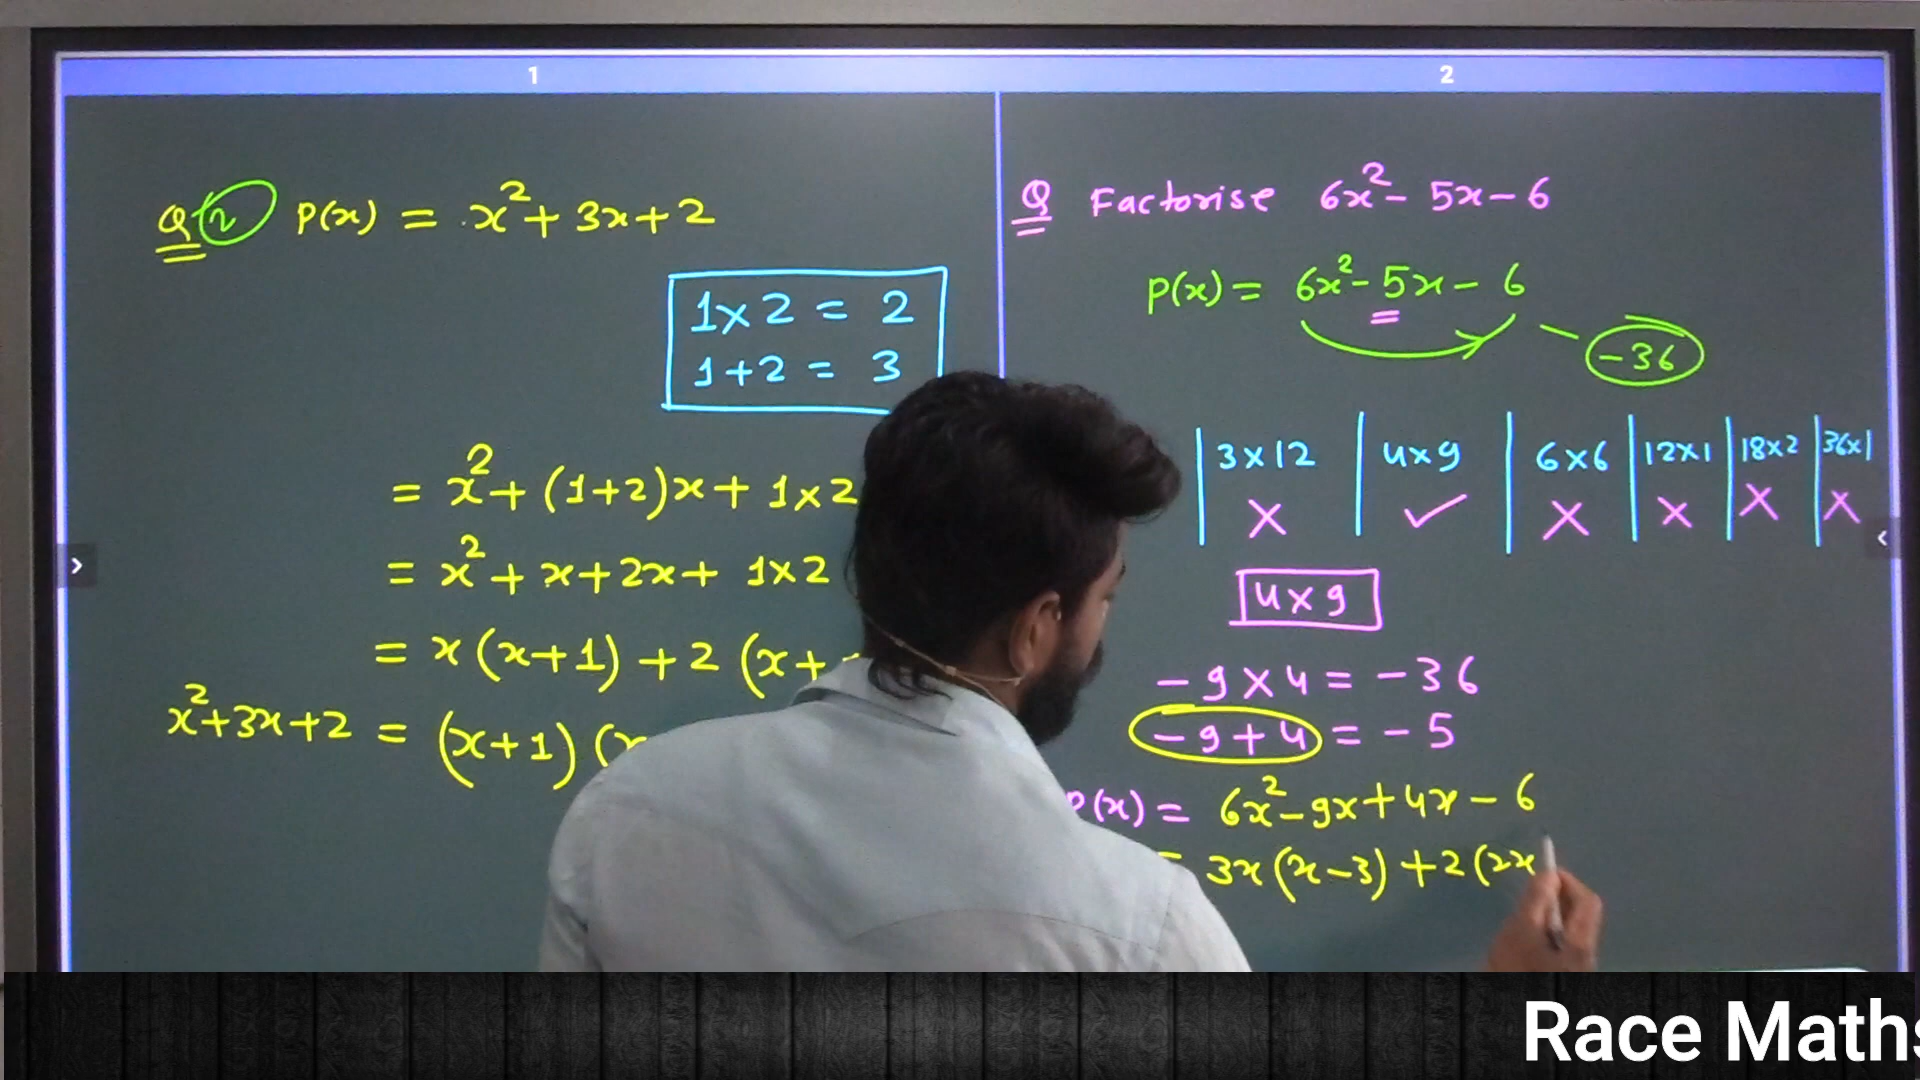 1
Q 2 P(x) = x² + 3x + 2
1 x 2 = 2
1 + 2 = 3
= x² + (1+2)x + 1x2
= x² + x + 2x + 1x2
= x (x+1) + 2 (x+
x²+3x+2 = (x+1) (x
2
Q Factorise 6x² - 5x - 6
P(x) = 6x² - 5x - 6
-36
3x12 | 4x9 | 6x6 | 12x1 | 18x2 | 36x1
X ✓ X X X X
4x9
-9 x 4 = -36
-9+4 = -5
P(x) = 6x² - 9x + 4x - 6
= 3x (x-3) + 2 (2x
Race Maths